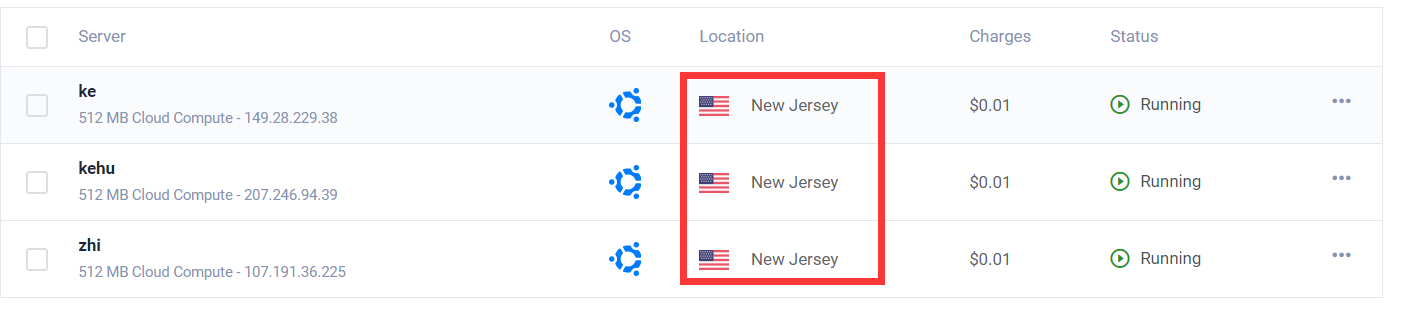 Server OS Location Charges Status
ke
512 MB Cloud Compute - 149.28.229.38
New Jersey $0.01 Running
kehu
512 MB Cloud Compute - 207.246.94.39
New Jersey $0.01 Running
zhi
512 MB Cloud Compute - 107.191.36.225
New Jersey $0.01 Running